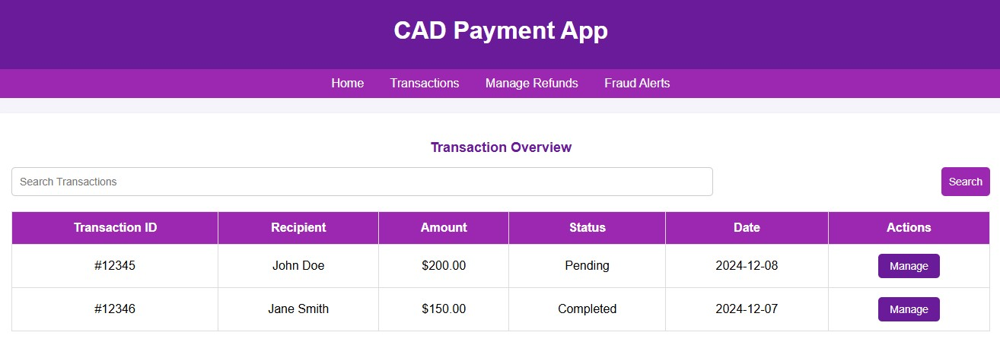 CAD Payment App
Home Transactions Manage Refunds Fraud Alerts
Transaction Overview
Search Transactions Search
Transaction ID Recipient Amount Status Date Actions
#12345 John Doe $200.00 Pending 2024-12-08 Manage
#12346 Jane Smith $150.00 Completed 2024-12-07 Manage